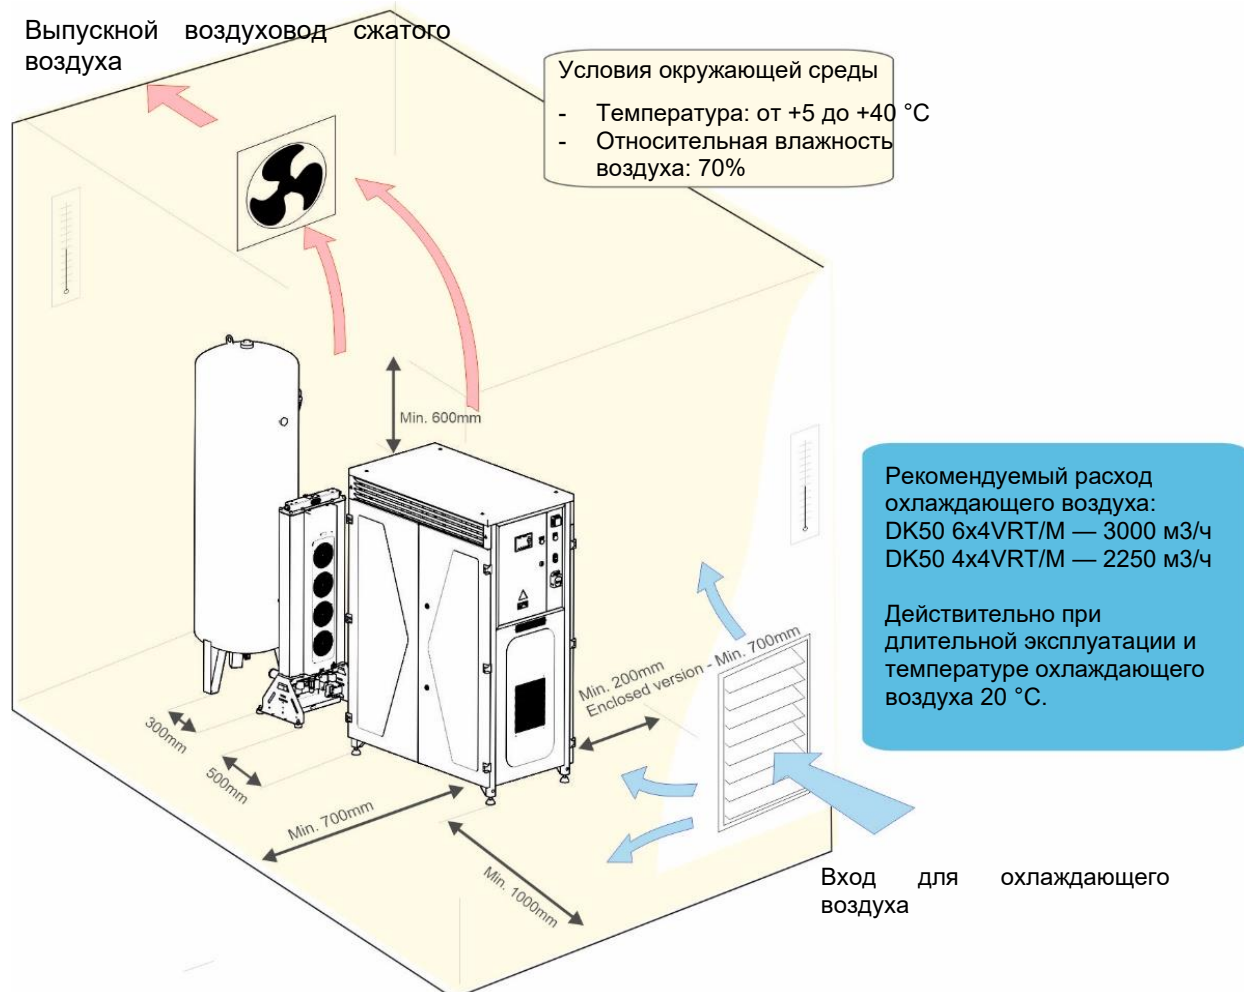 Выпускной воздуховод сжатого
воздуха
Условия окружающей среды
- Температура: от +5 до +40 °C
- Относительная влажность
воздуха: 70%
Min. 600mm
Рекомендуемый расход
охлаждающего воздуха:
DK50 6x4VRT/M — 3000 м3/ч
DK50 4x4VRT/M — 2250 м3/ч
Действительно при
длительной эксплуатации и
температуре охлаждающего
воздуха 20 °C.
Min. 200mm
Enclosed version - Min. 700mm
300mm
500mm
Min. 700mm
Min. 1000mm
Вход для охлаждающего
воздуха